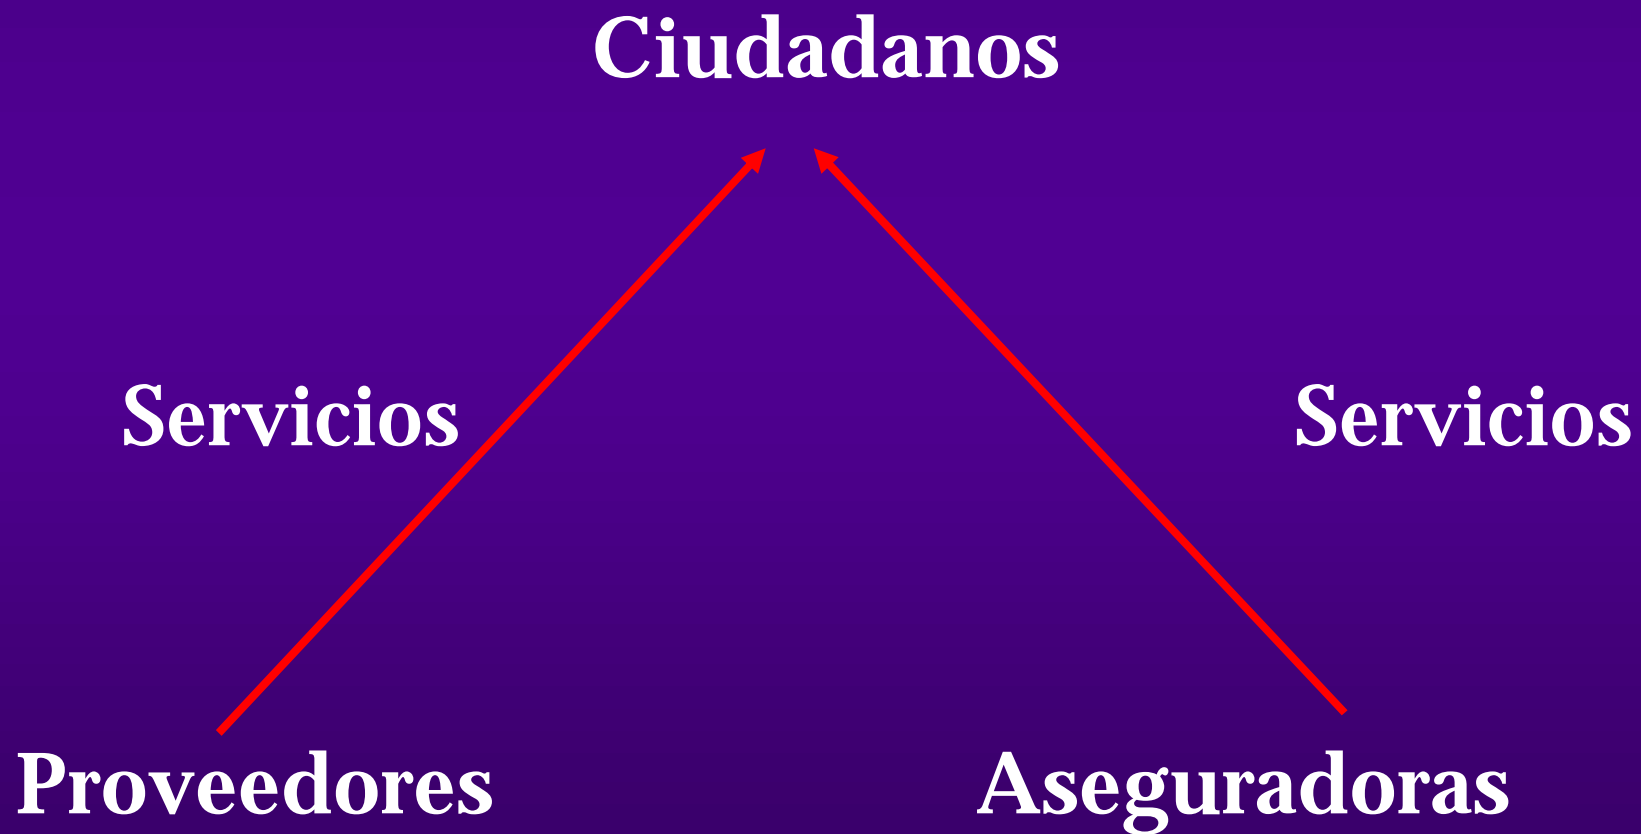 Ciudadanos
Servicios
Servicios
Proveedores
Aseguradoras